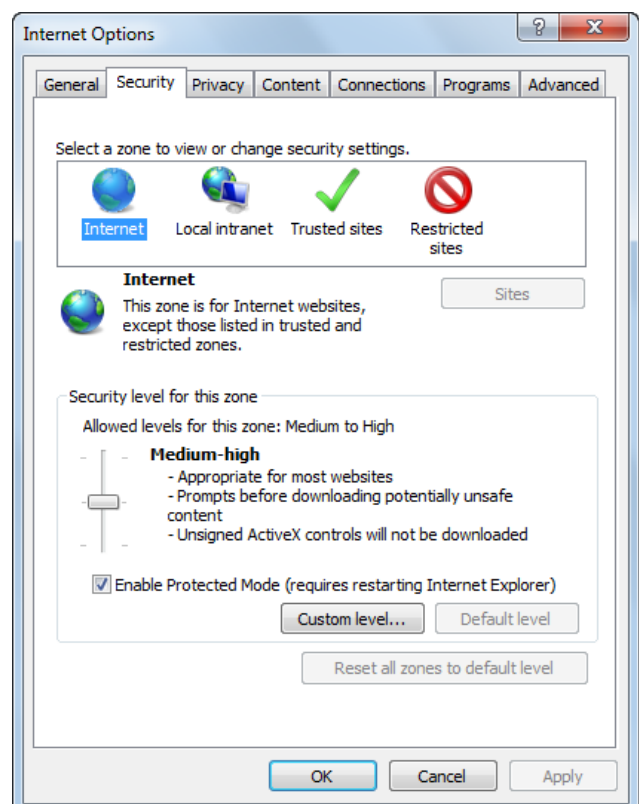 Internet Options
General Security Privacy Content Connections Programs Advanced
Select a zone to view or change security settings.
Internet Local intranet Trusted sites Restricted
sites
Internet
Sites
This zone is for Internet websites,
except those listed in trusted and
restricted zones.
Security level for this zone
Allowed levels for this zone: Medium to High
Medium-high
- Appropriate for most websites
- Prompts before downloading potentially unsafe
content
- Unsigned ActiveX controls will not be downloaded
Enable Protected Mode (requires restarting Internet Explorer)
Custom level... Default level
Reset all zones to default level
OK Cancel Apply